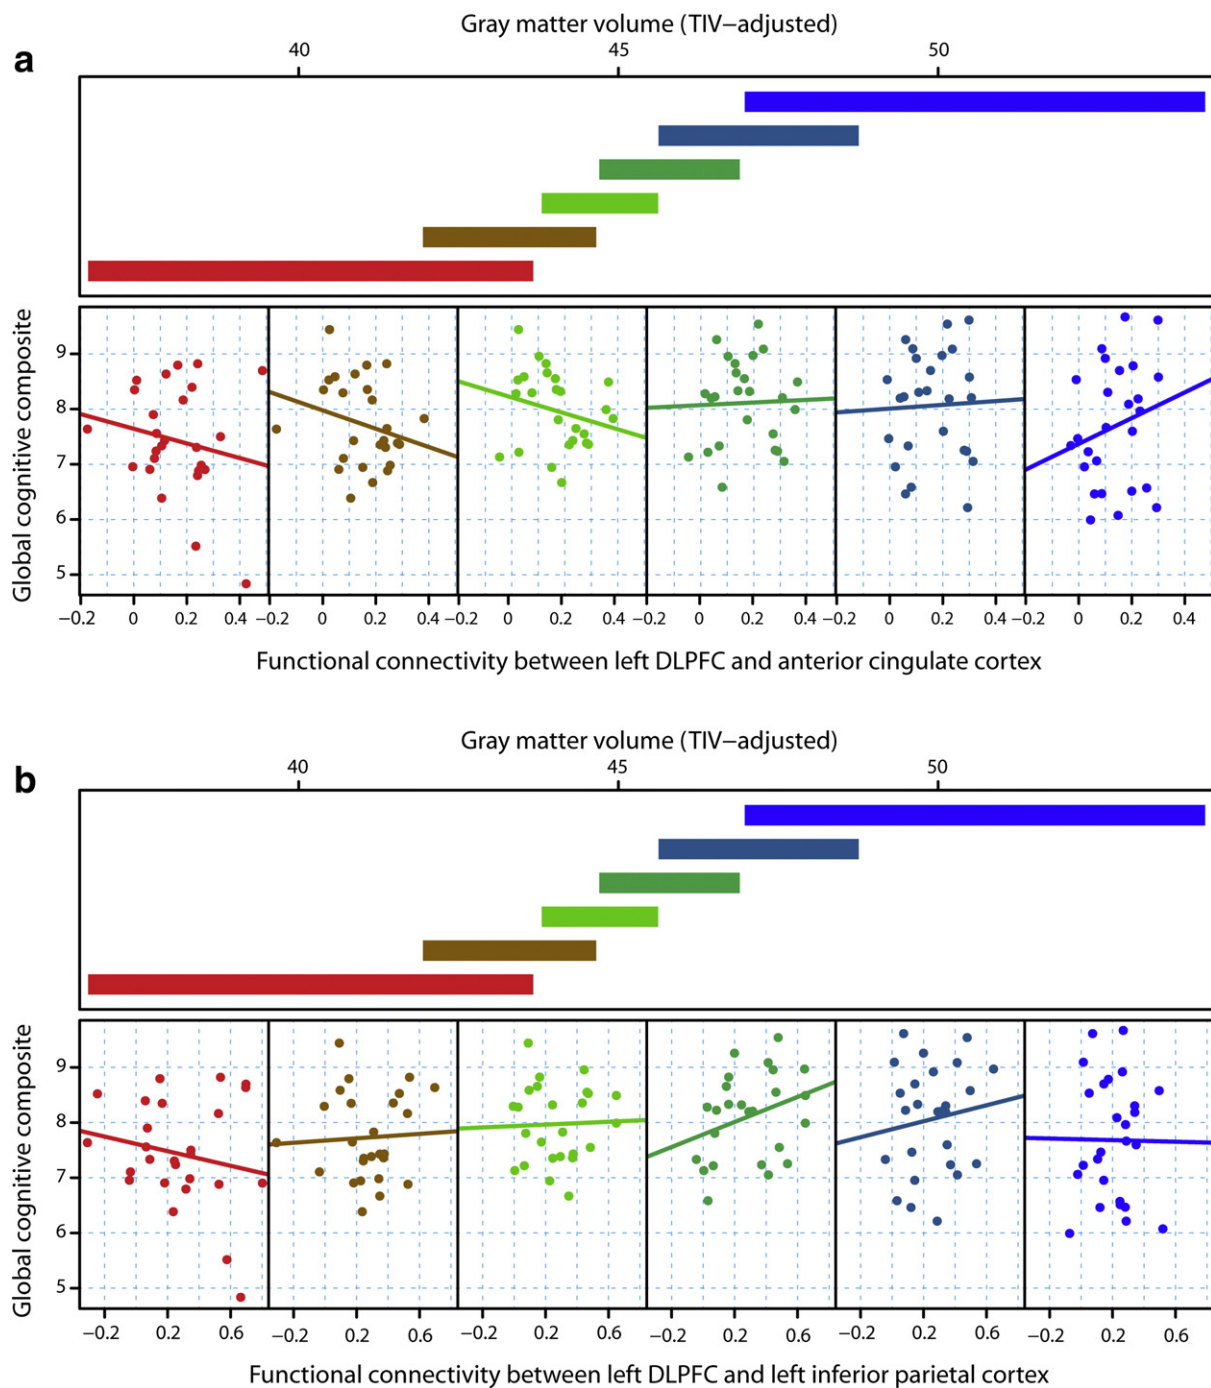 Gray matter volume (TIV−adjusted)
a
40 45 50
Global cognitive composite
9
8
7
6
5
−0.2 0 0.2 0.4 −0.2 0 0.2 0.4 −0.2 0 0.2 0.4 −0.2 0 0.2 0.4 −0.2 0 0.2 0.4 −0.2 0 0.2 0.4
Functional connectivity between left DLPFC and anterior cingulate cortex
Gray matter volume (TIV−adjusted)
b
40 45 50
Global cognitive composite
9
8
7
6
5
−0.2 0.2 0.6 −0.2 0.2 0.6 −0.2 0.2 0.6 −0.2 0.2 0.6 −0.2 0.2 0.6 −0.2 0.2 0.6
Functional connectivity between left DLPFC and left inferior parietal cortex